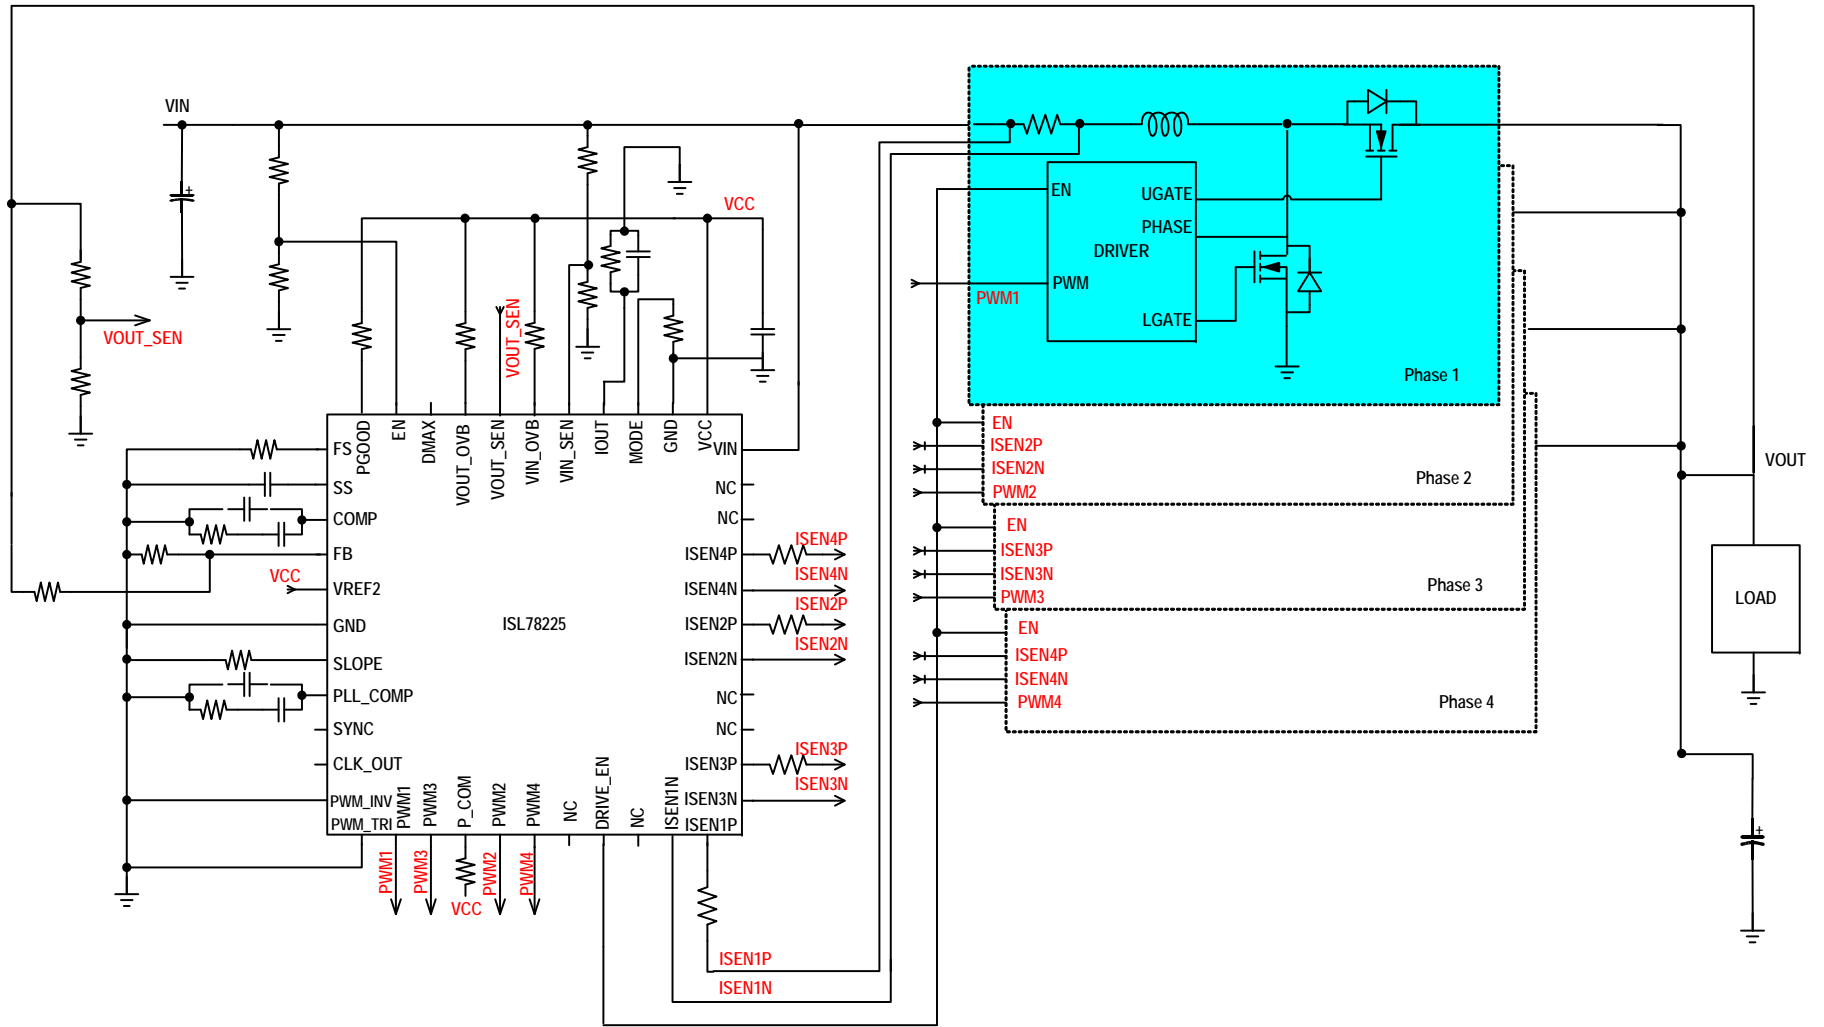 VIN
VCC
VOUT_SEN
VOUT_SEN
PGOOD
EN
DMAX
VOUT_OVB
VOUT_SEN
VIN_OVB
VIN_SEN
IOUT
MODE
GND
VCC
FS
SS
COMP
FB
VCC
VREF2
GND
SLOPE
PLL_COMP
SYNC
CLK_OUT
PWM_INV
PWM_TRI
ISL78225
VIN
NC
NC
ISEN4P
ISEN4N
ISEN2P
ISEN2N
NC
NC
ISEN3P
ISEN3N
ISEN1P
ISEN4P
ISEN4N
ISEN2P
ISEN2N
ISEN3P
ISEN3N
PWM1
PWM3
P_COM
PWM2
PWM4
NC
DRIVE_EN
NC
ISEN1N
PWM1
PWM3
VCC
PWM2
PWM4
ISEN1P
ISEN1N
EN
UGATE
PHASE
DRIVER
PWM
LGATE
PWM1
Phase 1
EN
ISEN2P
ISEN2N
PWM2
Phase 2
EN
ISEN3P
ISEN3N
PWM3
Phase 3
EN
ISEN4P
ISEN4N
PWM4
Phase 4
VOUT
LOAD
+
+